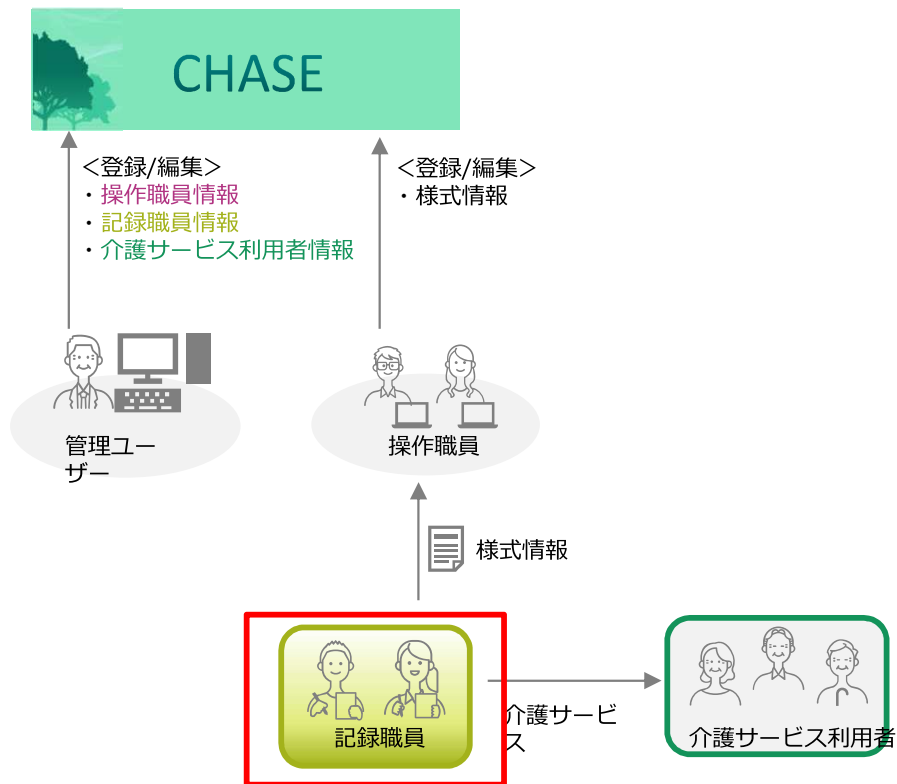 CHASE
＜登録/編集＞
・操作職員情報
・記録職員情報
・介護サービス利用者情報
＜登録/編集＞
・様式情報
管理ユー
ザー
操作職員
様式情報
記録職員
介護サービ
ス
介護サービス利用者